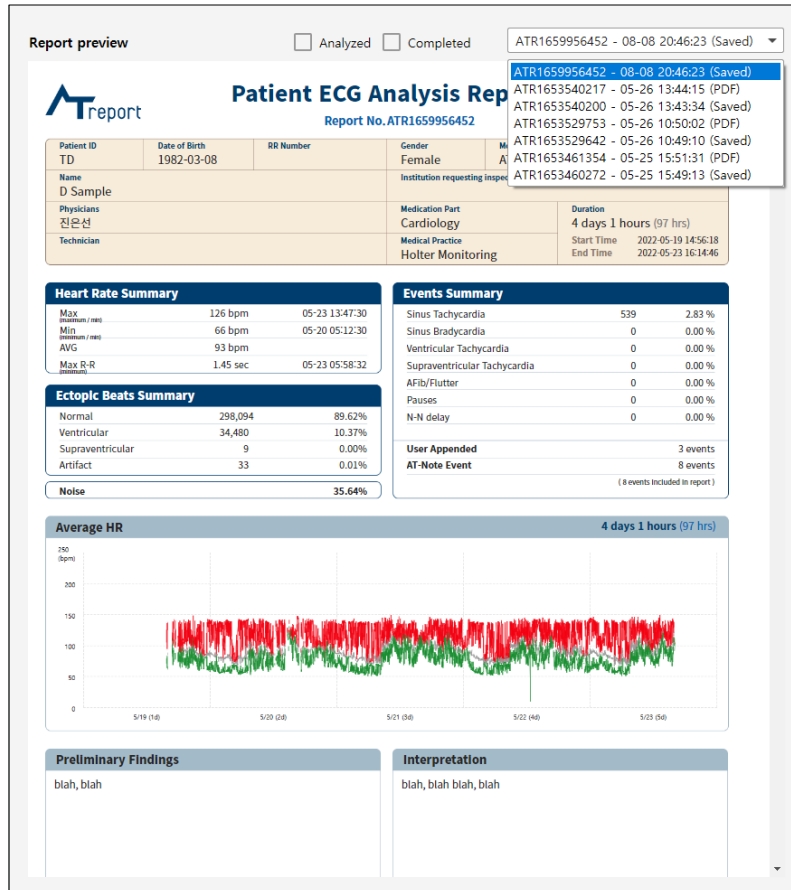 Report preview
Analyzed
Completed
ATR1659956452 - 08-08 20:46:23 (Saved)
ATR1659956452 - 08-08 20:46:23 (Saved)
ATR1653540217 - 05-26 13:44:15 (PDF)
ATR1653540200 - 05-26 13:43:34 (Saved)
ATR1653529753 - 05-26 10:50:02 (PDF)
ATR1653529642 - 05-26 10:49:10 (Saved)
ATR1653461354 - 05-25 15:51:31 (PDF)
ATR1653460272 - 05-25 15:49:13 (Saved)
ATreport
Patient ECG Analysis Rep
Report No. ATR1659956452
Patient ID
TD
Date of Birth
1982-03-08
RR Number
Gender
Female
Name
D Sample
Institution requesting inspec
Physicians
진은선
Medication Part
Cardiology
Duration
4 days 1 hours (97 hrs)
Technician
Medical Practice
Holter Monitoring
Start Time 2022-05-19 14:56:18
End Time 2022-05-23 16:14:46
Heart Rate Summary
Max (maximum / min) 126 bpm 05-23 13:47:30
Min (minimum / min) 66 bpm 05-20 05:12:30
AVG 93 bpm
Max R-R (minimum) 1.45 sec 05-23 05:58:32
Ectopic Beats Summary
Normal 298,094 89.62%
Ventricular 34,480 10.37%
Supraventricular 9 0.00%
Artifact 33 0.01%
Noise 35.64%
Events Summary
Sinus Tachycardia 539 2.83 %
Sinus Bradycardia 0 0.00 %
Ventricular Tachycardia 0 0.00 %
Supraventricular Tachycardia 0 0.00 %
AFib/Flutter 0 0.00 %
Pauses 0 0.00 %
N-N delay 0 0.00 %
User Appended 3 events
AT-Note Event 8 events
( 8 events included in report )
Average HR
4 days 1 hours (97 hrs)
250
(bpm)
200
150
100
50
0
5/19 (1d) 5/20 (2d) 5/21 (3d) 5/22 (4d) 5/23 (5d)
Preliminary Findings
blah, blah
Interpretation
blah, blah blah, blah